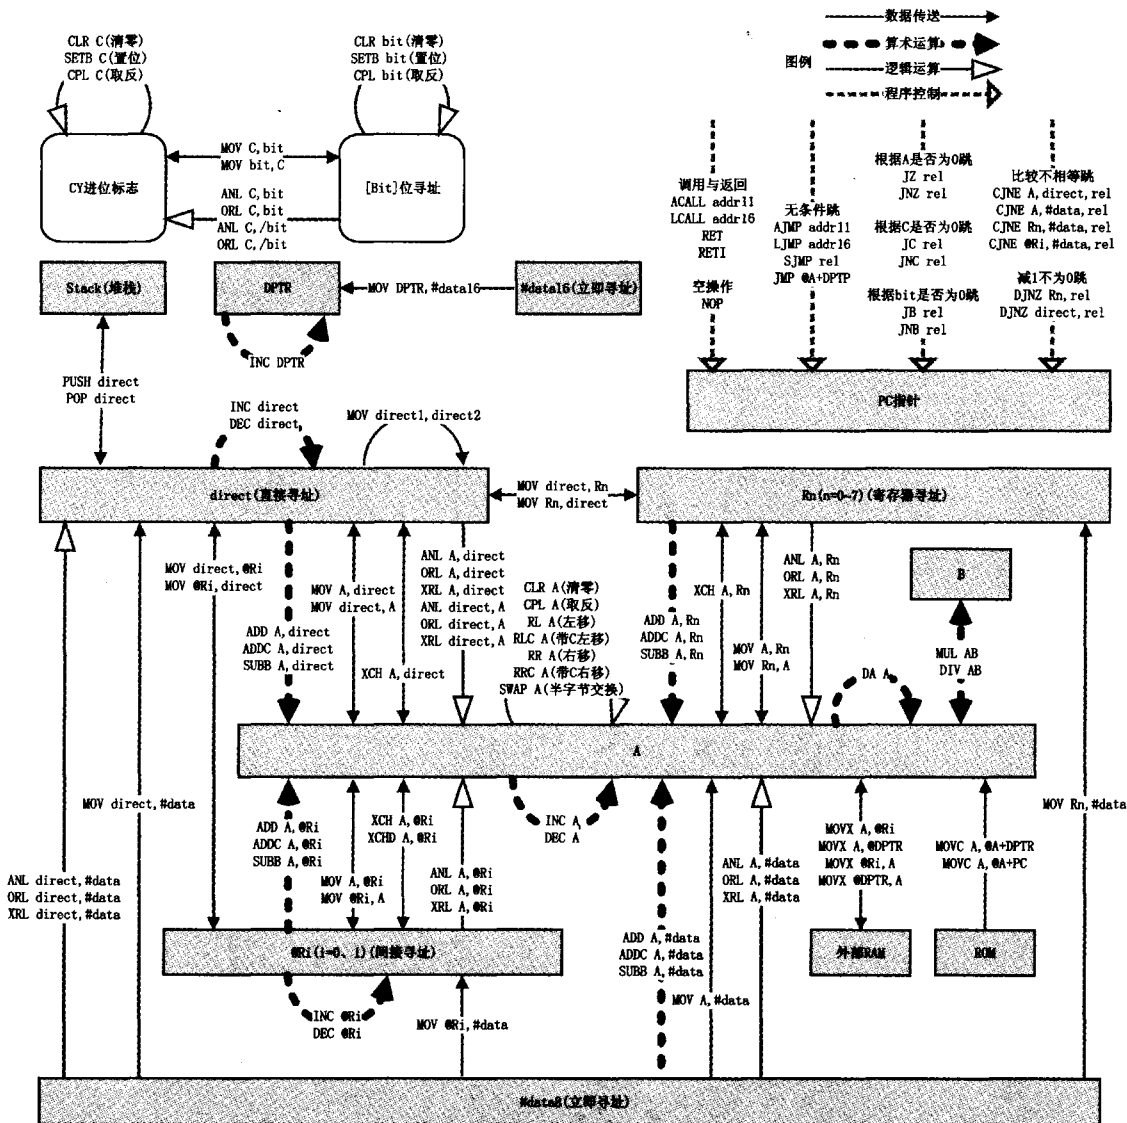 CLR C(清零)
SETB C(置位)
CPL C(取反)
CLR bit(清零)
SETB bit(置位)
CPL bit(取反)
图例
数据传送
算术运算
逻辑运算
程序控制
CY进位标志
MOV C,bit
MOV bit,C
ANL C,bit
ORL C,bit
ANL C,/bit
ORL C,/bit
[Bit]位寻址
调用与返回
ACALL addr11
LCALL addr16
RET
RETI
空操作
NOP
无条件跳
AJMP addr11
LJMP addr16
SJMP rel
JMP @A+DPTP
根据A是否为0跳
JZ rel
JNZ rel
根据C是否为0跳
JC rel
JNC rel
根据bit是否为0跳
JB rel
JNB rel
比较不相等跳
CJNE A,direct,rel
CJNE A,#data,rel
CJNE Rn,#data,rel
CJNE @Ri,#data,rel
减1不为0跳
DJNZ Rn,rel
DJNZ direct,rel
Stack(堆栈)
DPTR
MOV DPTR,#data16
#data16(立即寻址)
INC DPTR
PC指针
PUSH direct
POP direct
INC direct
DEC direct
MOV direct1,direct2
direct(直接寻址)
MOV direct,Rn
MOV Rn,direct
Rn(n=0~7)(寄存器寻址)
MOV direct,@Ri
MOV @Ri,direct
ADD A,direct
ADDC A,direct
SUBB A,direct
MOV A,direct
MOV direct,A
XCH A,direct
ANL A,direct
ORL A,direct
XRL A,direct
ANL direct,A
ORL direct,A
XRL direct,A
CLR A(清零)
CPL A(取反)
RL A(左移)
RLC A(带C左移)
RR A(右移)
RRC A(带C右移)
SWAP A(半字节交换)
ADD A,Rn
ADDC A,Rn
SUBB A,Rn
XCH A,Rn
MOV A,Rn
MOV Rn,A
ANL A,Rn
ORL A,Rn
XRL A,Rn
DA A
B
MUL AB
DIV AB
A
MOV direct,#data
ANL direct,#data
ORL direct,#data
XRL direct,#data
ADD A,@Ri
ADDC A,@Ri
SUBB A,@Ri
MOV A,@Ri
MOV @Ri,A
XCH A,@Ri
XCHD A,@Ri
ANL A,@Ri
ORL A,@Ri
XRL A,@Ri
INC A
DEC A
ADD A,#data
ADDC A,#data
SUBB A,#data
MOV A,#data
ANL A,#data
ORL A,#data
XRL A,#data
MOVX A,@Ri
MOVX A,@DPTR
MOVX @Ri,A
MOVX @DPTR,A
MOVC A,@A+DPTR
MOVC A,@A+PC
MOV Rn,#data
@Ri(i=0、1)(间接寻址)
外部RAM
ROM
INC @Ri
DEC @Ri
MOV @Ri,#data
#data8(立即寻址)